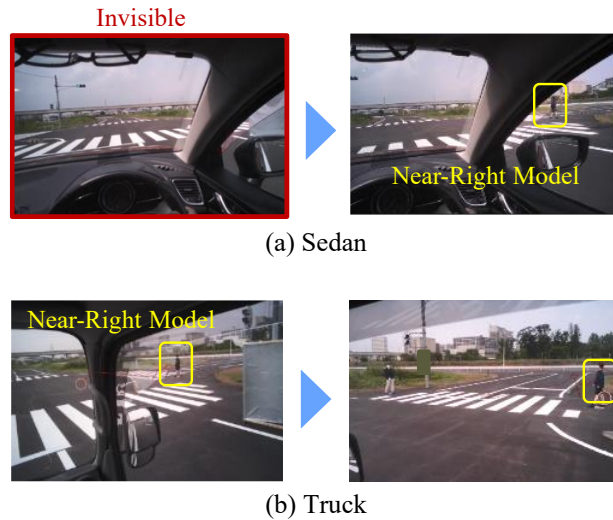 Invisible
Near-Right Model
(a) Sedan
Near-Right Model
(b) Truck